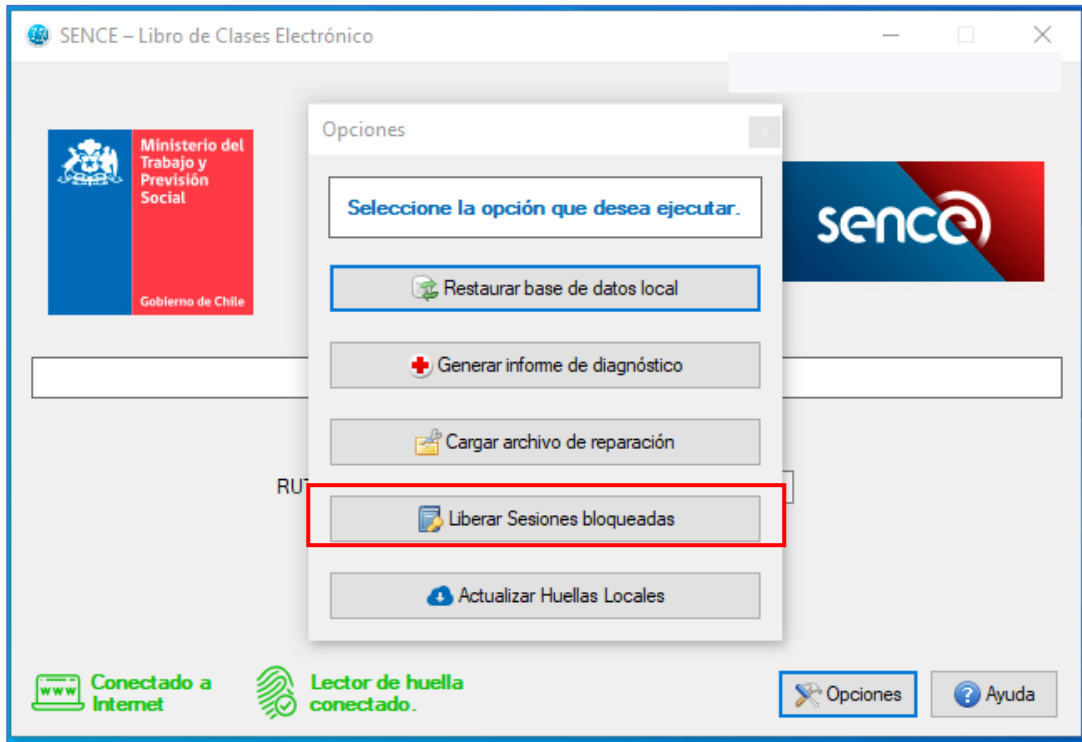 SENCE – Libro de Clases Electrónico
Ministerio del
Trabajo y
Previsión
Social
Gobierno de Chile
Opciones
x
Seleccione la opción que desea ejecutar.
sence
Restaurar base de datos local
Generar informe de diagnóstico
Cargar archivo de reparación
RUT
Liberar Sesiones bloqueadas
Actualizar Huellas Locales
www
Conectado a
Internet
Lector de huella
conectado.
Opciones
? Ayuda